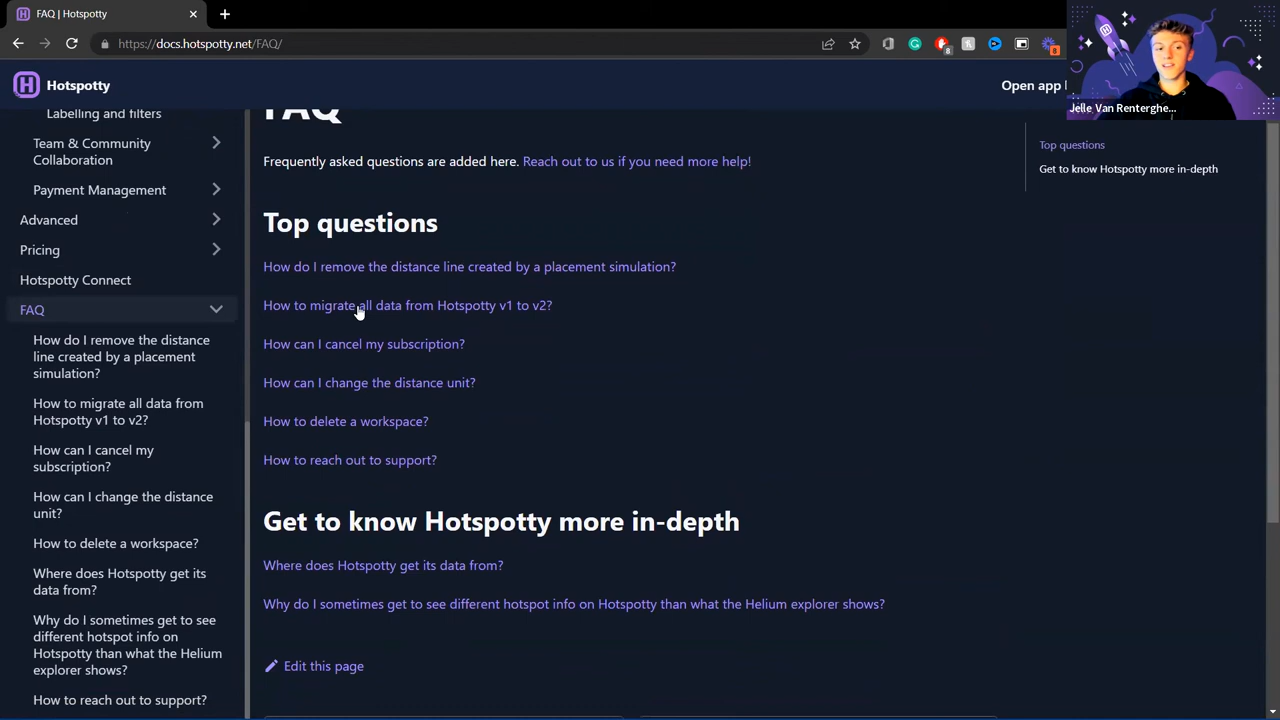 FAQ | Hotspotty
https://docs.hotspotty.net/FAQ/
8
8
Hotspotty
Open app
Jelle Van Renterghe...
Labelling and filters
Team & Community
Collaboration
Payment Management
Advanced
Pricing
Hotspotty Connect
FAQ
How do I remove the distance
line created by a placement
simulation?
How to migrate all data from
Hotspotty v1 to v2?
How can I cancel my
subscription?
How can I change the distance
unit?
How to delete a workspace?
Where does Hotspotty get its
data from?
Why do I sometimes get to see
different hotspot info on
Hotspotty than what the Helium
explorer shows?
How to reach out to support?
FAQ
Frequently asked questions are added here. Reach out to us if you need more help!
Top questions
How do I remove the distance line created by a placement simulation?
How to migrate all data from Hotspotty v1 to v2?
How can I cancel my subscription?
How can I change the distance unit?
How to delete a workspace?
How to reach out to support?
Get to know Hotspotty more in-depth
Where does Hotspotty get its data from?
Why do I sometimes get to see different hotspot info on Hotspotty than what the Helium explorer shows?
Edit this page
Top questions
Get to know Hotspotty more in-depth